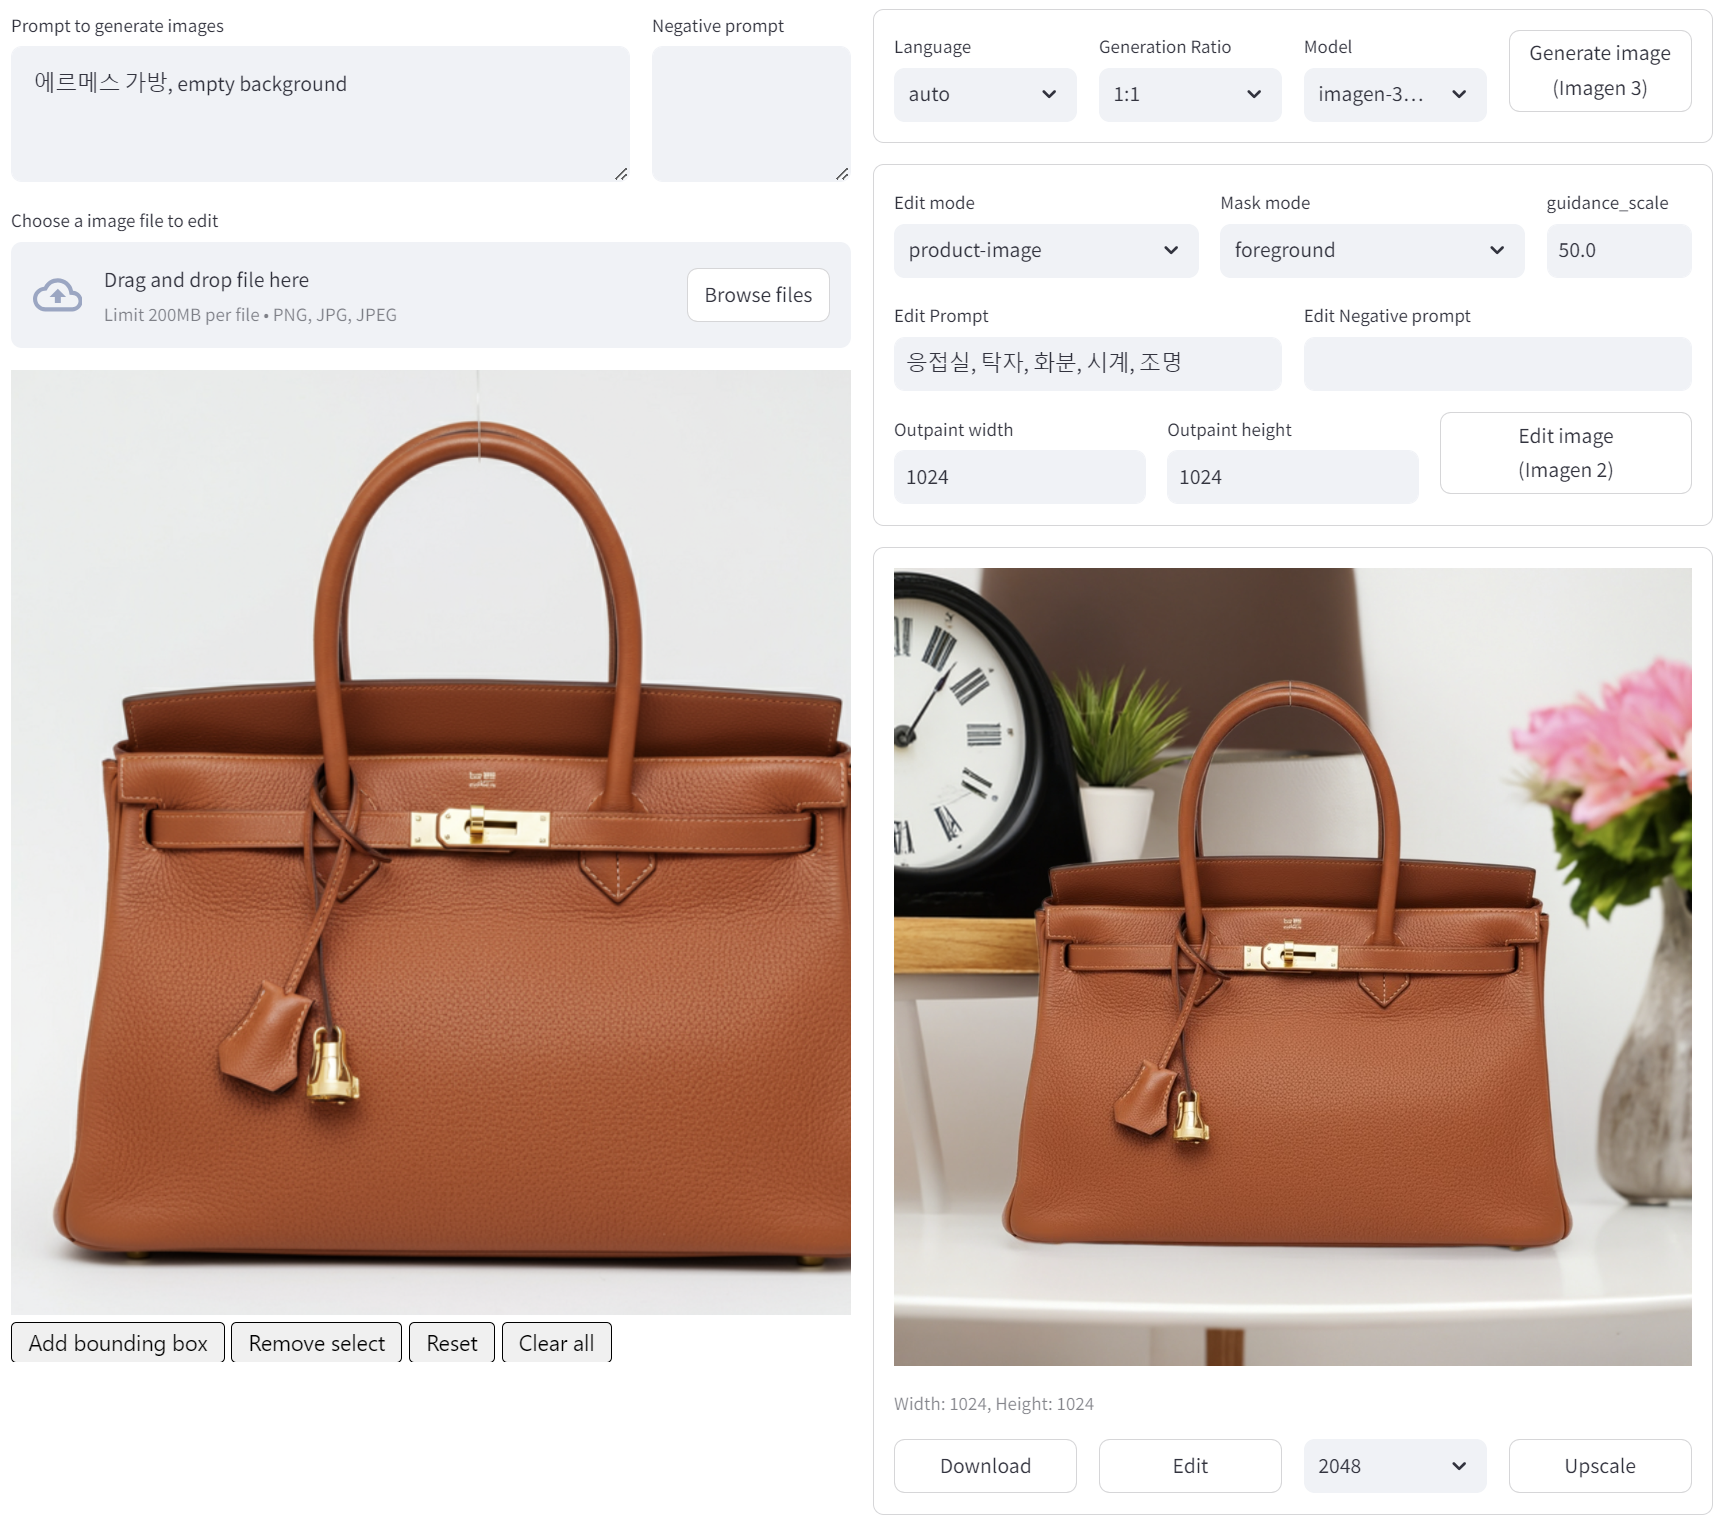 Prompt to generate images
Negative prompt
에르메스 가방, empty background
Choose a image file to edit
Drag and drop file here
Limit 200MB per file • PNG, JPG, JPEG
Browse files
Add bounding box
Remove select
Reset
Clear all
Language
Generation Ratio
Model
auto
1:1
imagen-3...
Generate image
(Imagen 3)
Edit mode
Mask mode
guidance_scale
product-image
foreground
50.0
Edit Prompt
Edit Negative prompt
응접실, 탁자, 화분, 시계, 조명
Outpaint width
Outpaint height
1024
1024
Edit image
(Imagen 2)
Width: 1024, Height: 1024
Download
Edit
2048
Upscale